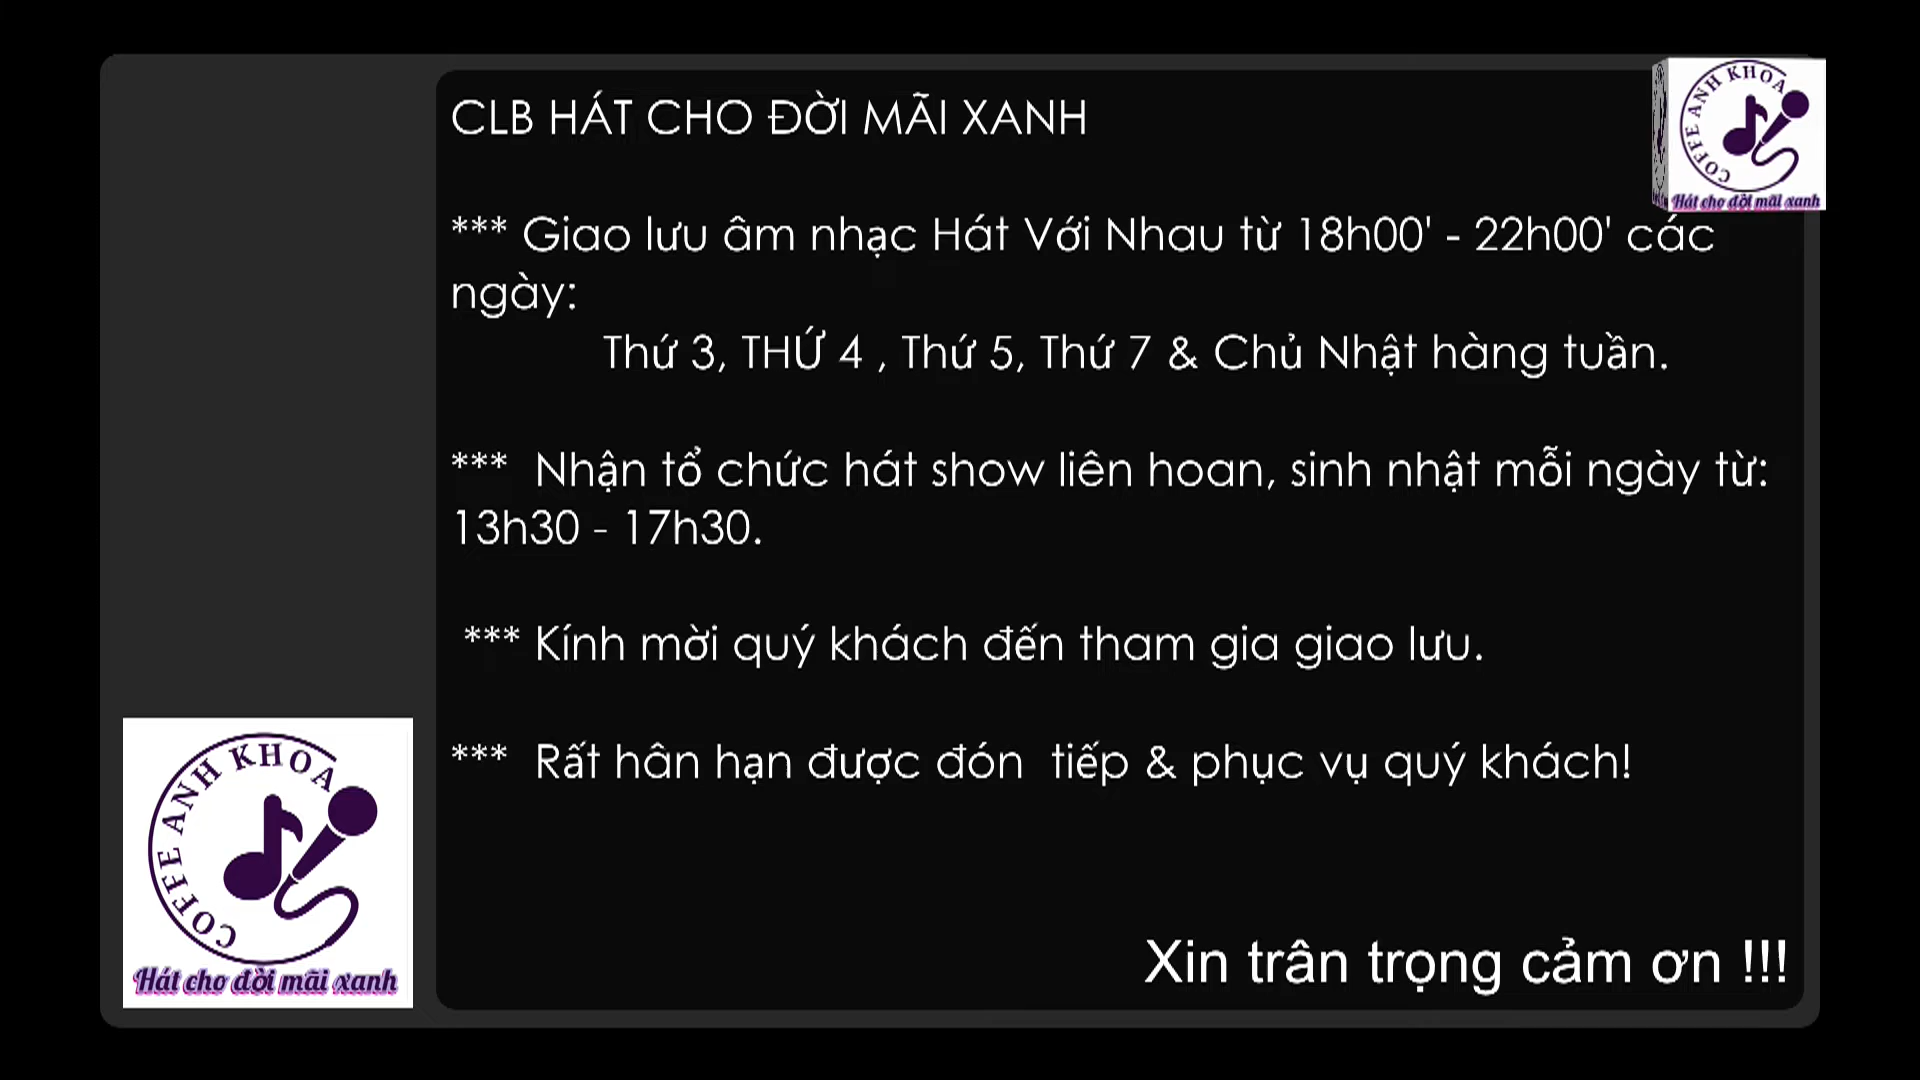 CLB HÁT CHO ĐỜI MÃI XANH
COFFE ANH KHOA
Hát cho đời mãi xanh
*** Giao lưu âm nhạc Hát Với Nhau từ 18h00' - 22h00' các
ngày:
Thứ 3, THỨ 4 , Thứ 5, Thứ 7 & Chủ Nhật hàng tuần.
***  Nhận tổ chức hát show liên hoan, sinh nhật mỗi ngày từ:
13h30 - 17h30.
*** Kính mời quý khách đến tham gia giao lưu.
***  Rất hân hạn được đón  tiếp & phục vụ quý khách!
COFFE ANH KHOA
Hát cho đời mãi xanh
Xin trân trọng cảm ơn !!!